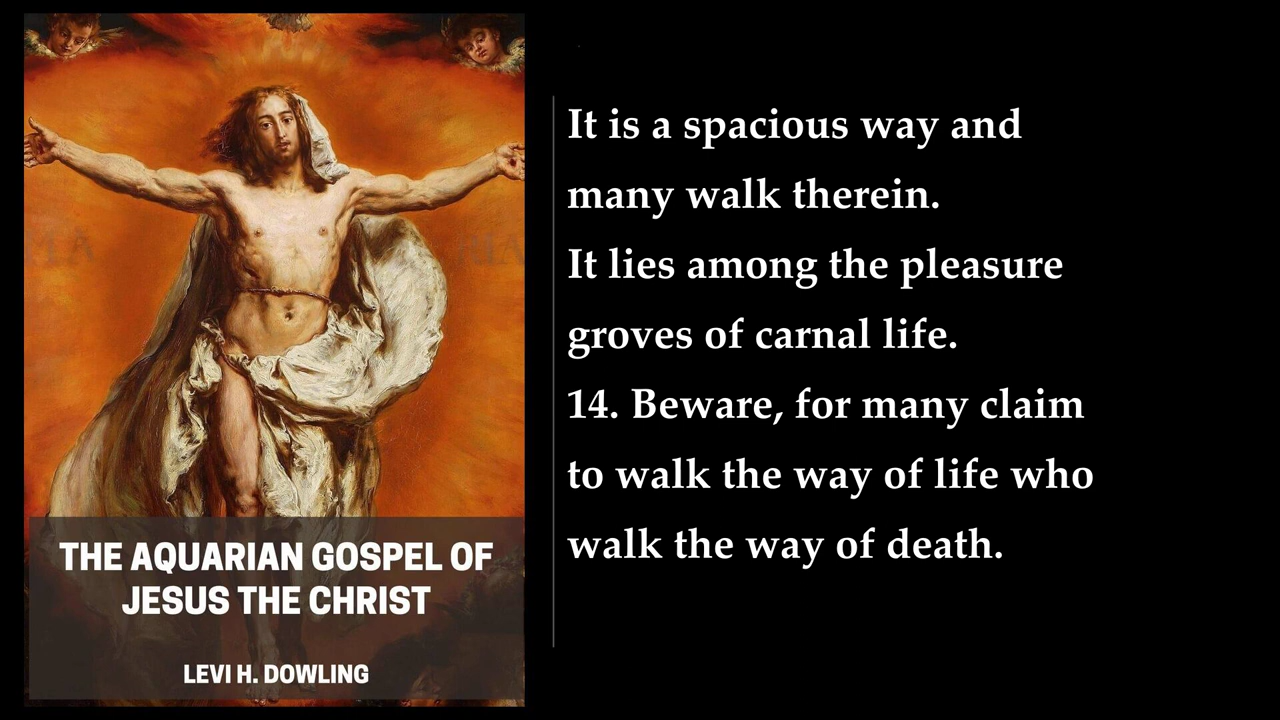 THE AQUARIAN GOSPEL OF
JESUS THE CHRIST
LEVI H. DOWLING
It is a spacious way and
many walk therein.
It lies among the pleasure
groves of carnal life.
14. Beware, for many claim
to walk the way of life who
walk the way of death.